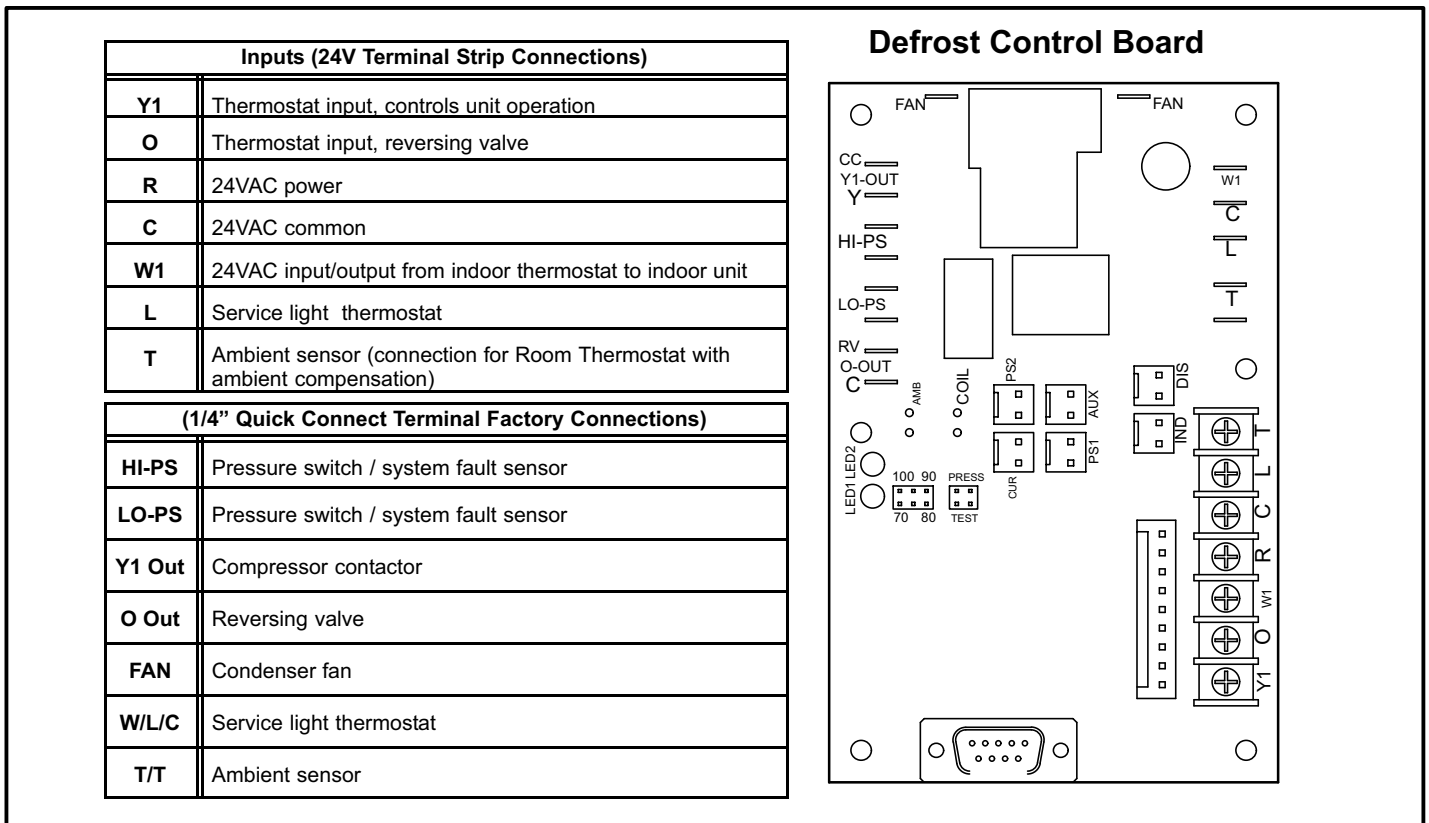 Inputs (24V Terminal Strip Connections)
Y1 Thermostat input, controls unit operation
O Thermostat input, reversing valve
R 24VAC power
C 24VAC common
W1 24VAC input/output from indoor thermostat to indoor unit
L Service light thermostat
T Ambient sensor (connection for Room Thermostat with
ambient compensation)
(1/4” Quick Connect Terminal Factory Connections)
HI-PS Pressure switch / system fault sensor
LO-PS Pressure switch / system fault sensor
Y1 Out Compressor contactor
O Out Reversing valve
FAN Condenser fan
W/L/C Service light thermostat
T/T Ambient sensor
Defrost Control Board
FAN
FAN
CC
Y1-OUT
Y
HI-PS
LO-PS
RV
O-OUT
C
W1
C
L
T
AMB
COIL
PS2
AUX
DIS
IND
CUR
PS1
LED2
LED1
100 90
70 80
PRESS
TEST
T
L
C
R
W1
O
Y1